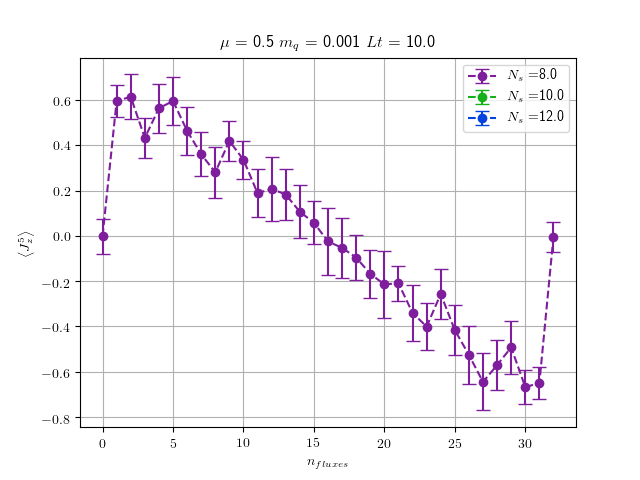 μ = 0.5 m_q = 0.001 Lt = 10.0
N_s =8.0
N_s =10.0
N_s =12.0
⟨J_z^5⟩
0.6
0.4
0.2
0.0
−0.2
−0.4
−0.6
−0.8
0 5 10 15 20 25 30
n_{fluxes}